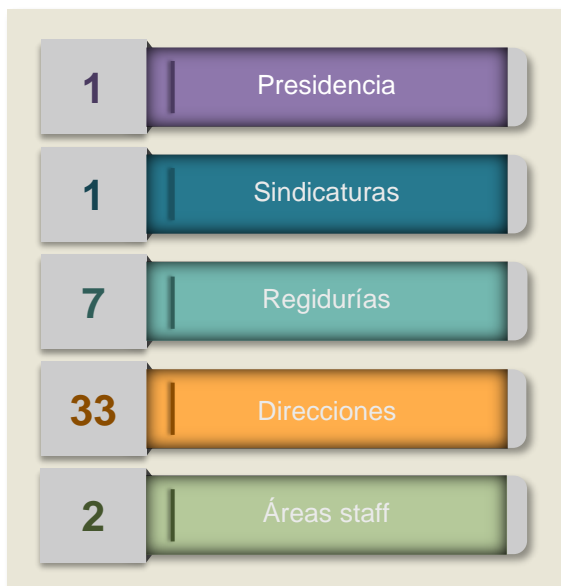 1 Presidencia
1 Sindicaturas
7 Regidurías
33 Direcciones
2 Áreas staff